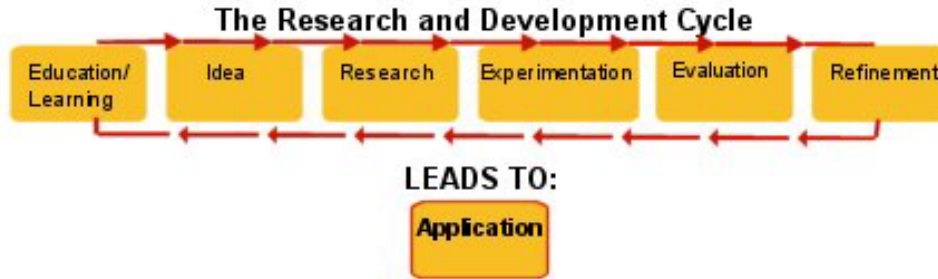 The Research and Development Cycle
Education/
Learning
Idea
Research
Experimentation
Evaluation
Refinement
LEADS TO:
Application